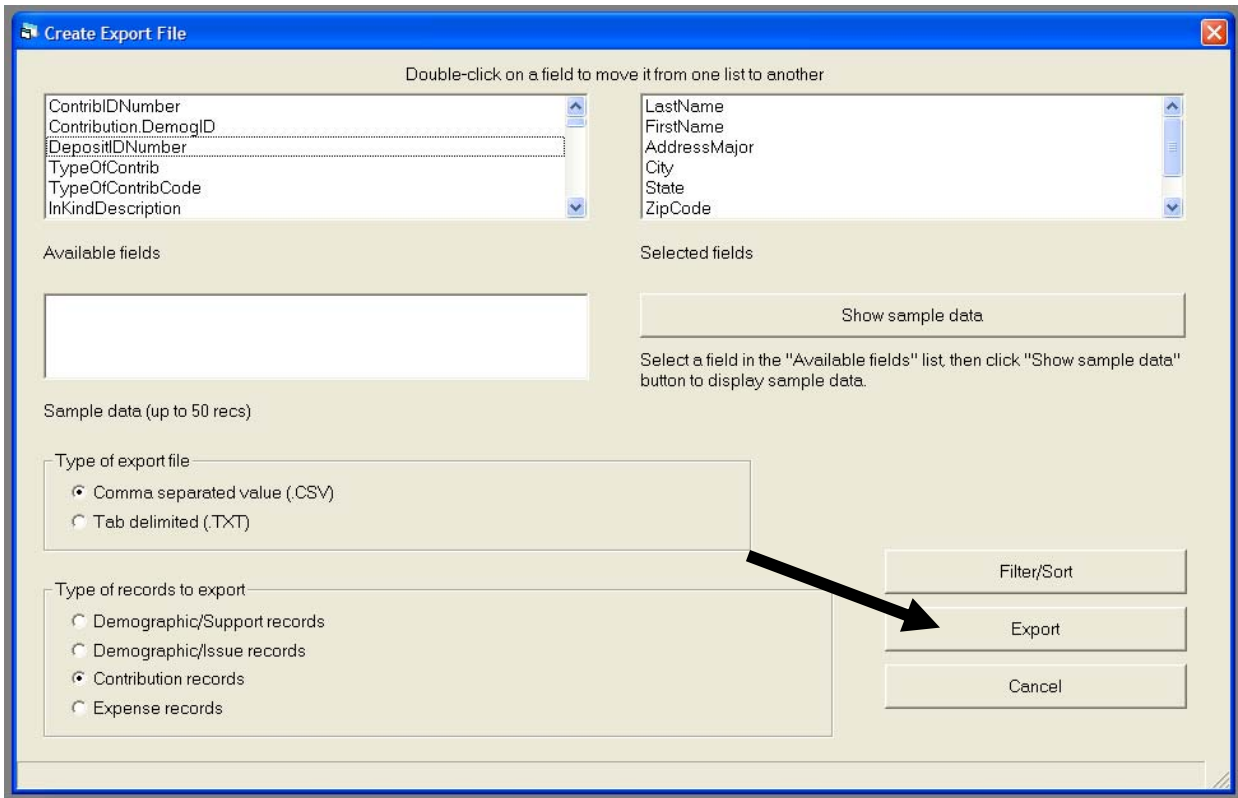 Create Export File
Double-click on a field to move it from one list to another
ContribIDNumber
Contribution.DemogID
DepositIDNumber
TypeOfContrib
TypeOfContribCode
InKindDescription
LastName
FirstName
AddressMajor
City
State
ZipCode
Available fields
Selected fields
Show sample data
Select a field in the "Available fields" list, then click "Show sample data"
button to display sample data.
Sample data (up to 50 recs)
Type of export file
Comma separated value (.CSV)
Tab delimited (.TXT)
Type of records to export
Demographic/Support records
Demographic/Issue records
Contribution records
Expense records
Filter/Sort
Export
Cancel